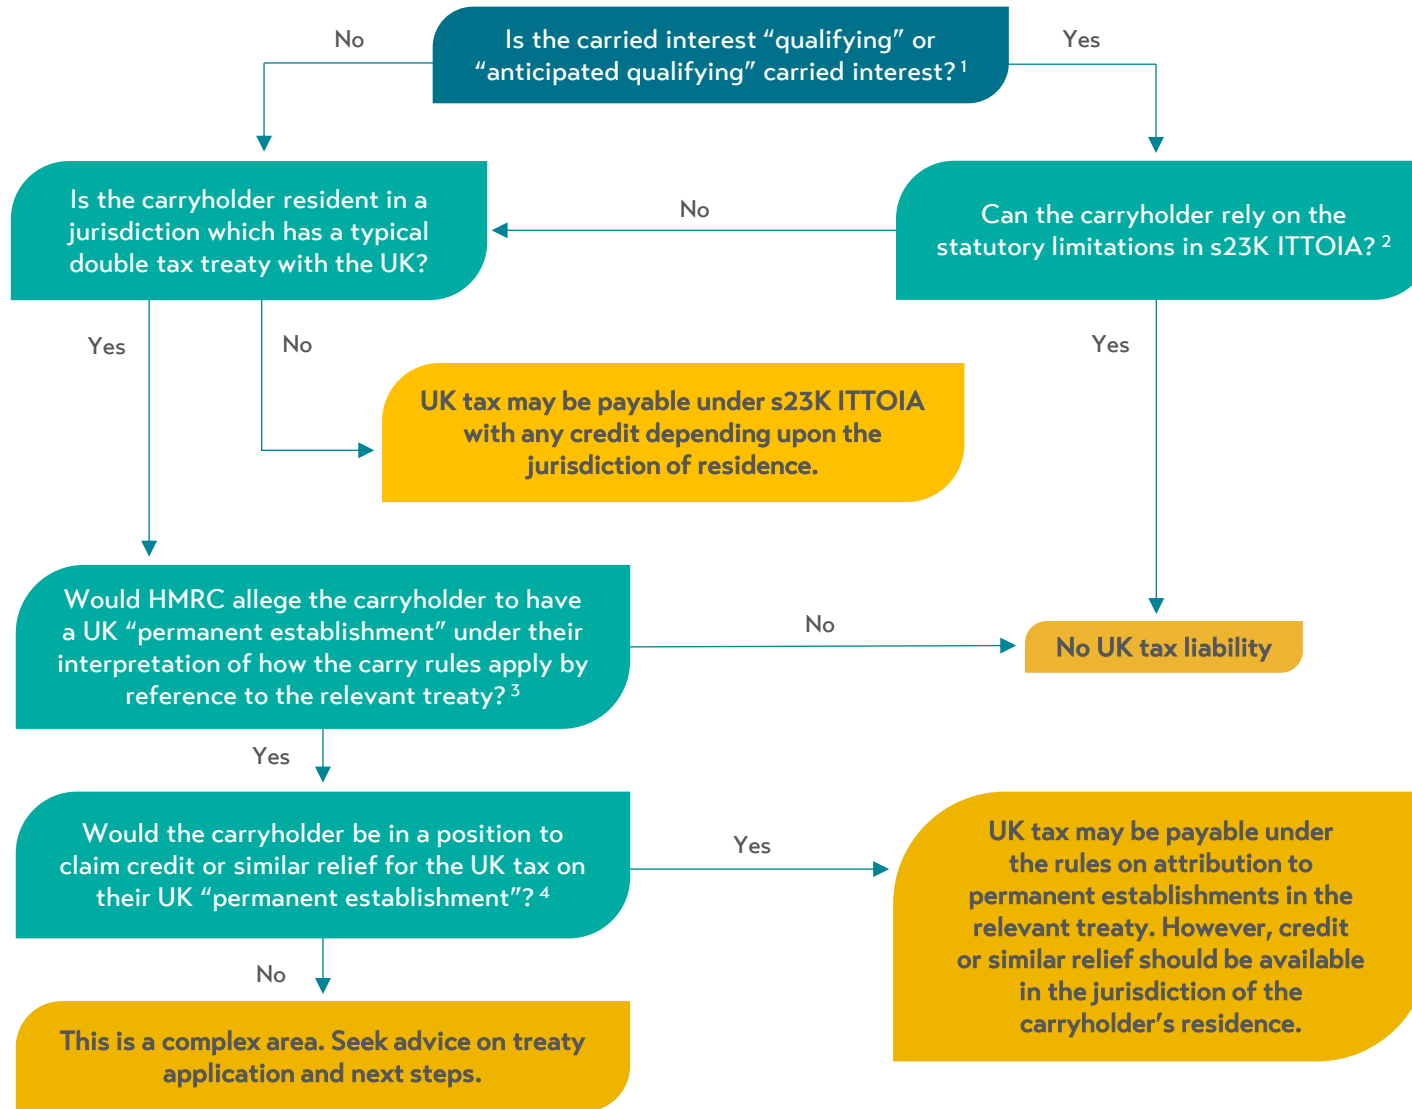 Is the carried interest “qualifying” or
“anticipated qualifying” carried interest? 1
No
Yes
Is the carryholder resident in a
jurisdiction which has a typical
double tax treaty with the UK?
No
Can the carryholder rely on the
statutory limitations in s23K ITTOIA? 2
Yes
No
Yes
UK tax may be payable under s23K ITTOIA
with any credit depending upon the
jurisdiction of residence.
Would HMRC allege the carryholder to have
a UK “permanent establishment” under their
interpretation of how the carry rules apply by
reference to the relevant treaty? 3
No
No UK tax liability
Yes
Would the carryholder be in a position to
claim credit or similar relief for the UK tax on
their UK “permanent establishment”? 4
Yes
UK tax may be payable under
the rules on attribution to
permanent establishments in the
relevant treaty. However, credit
or similar relief should be available
in the jurisdiction of the
carryholder’s residence.
No
This is a complex area. Seek advice on treaty
application and next steps.